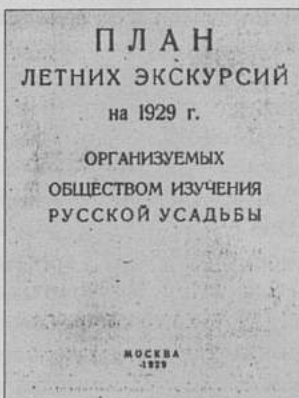 ПЛАН
ЛЕТНИХ ЭКСКУРСИЙ
на 1929 г.
ОРГАНИЗУЕМЫХ
ОБЩЕСТВОМ ИЗУЧЕНИЯ
РУССКОЙ УСАДЬБЫ
МОСКВА
-1929